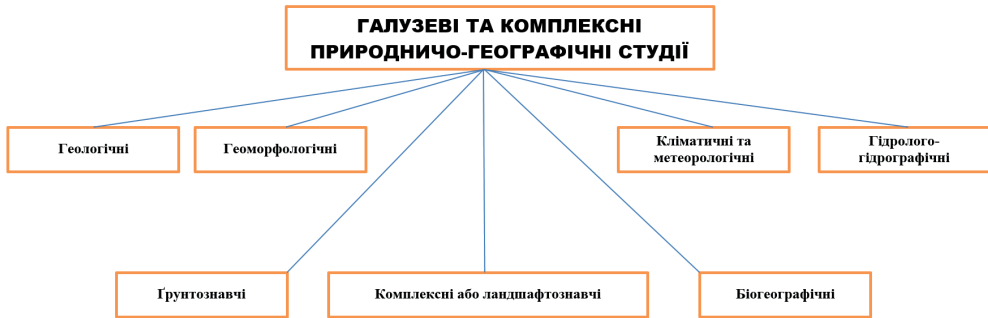 ГАЛУЗЕВІ ТА КОМПЛЕКСНІ
ПРИРОДНИЧО-ГЕОГРАФІЧНІ СТУДІЇ
Геологічні
Геоморфологічні
Кліматичні та
метеорологічні
Гідролого-
гідрографічні
Ґрунтознавчі
Комплексні або ландшафтознавчі
Біогеографічні